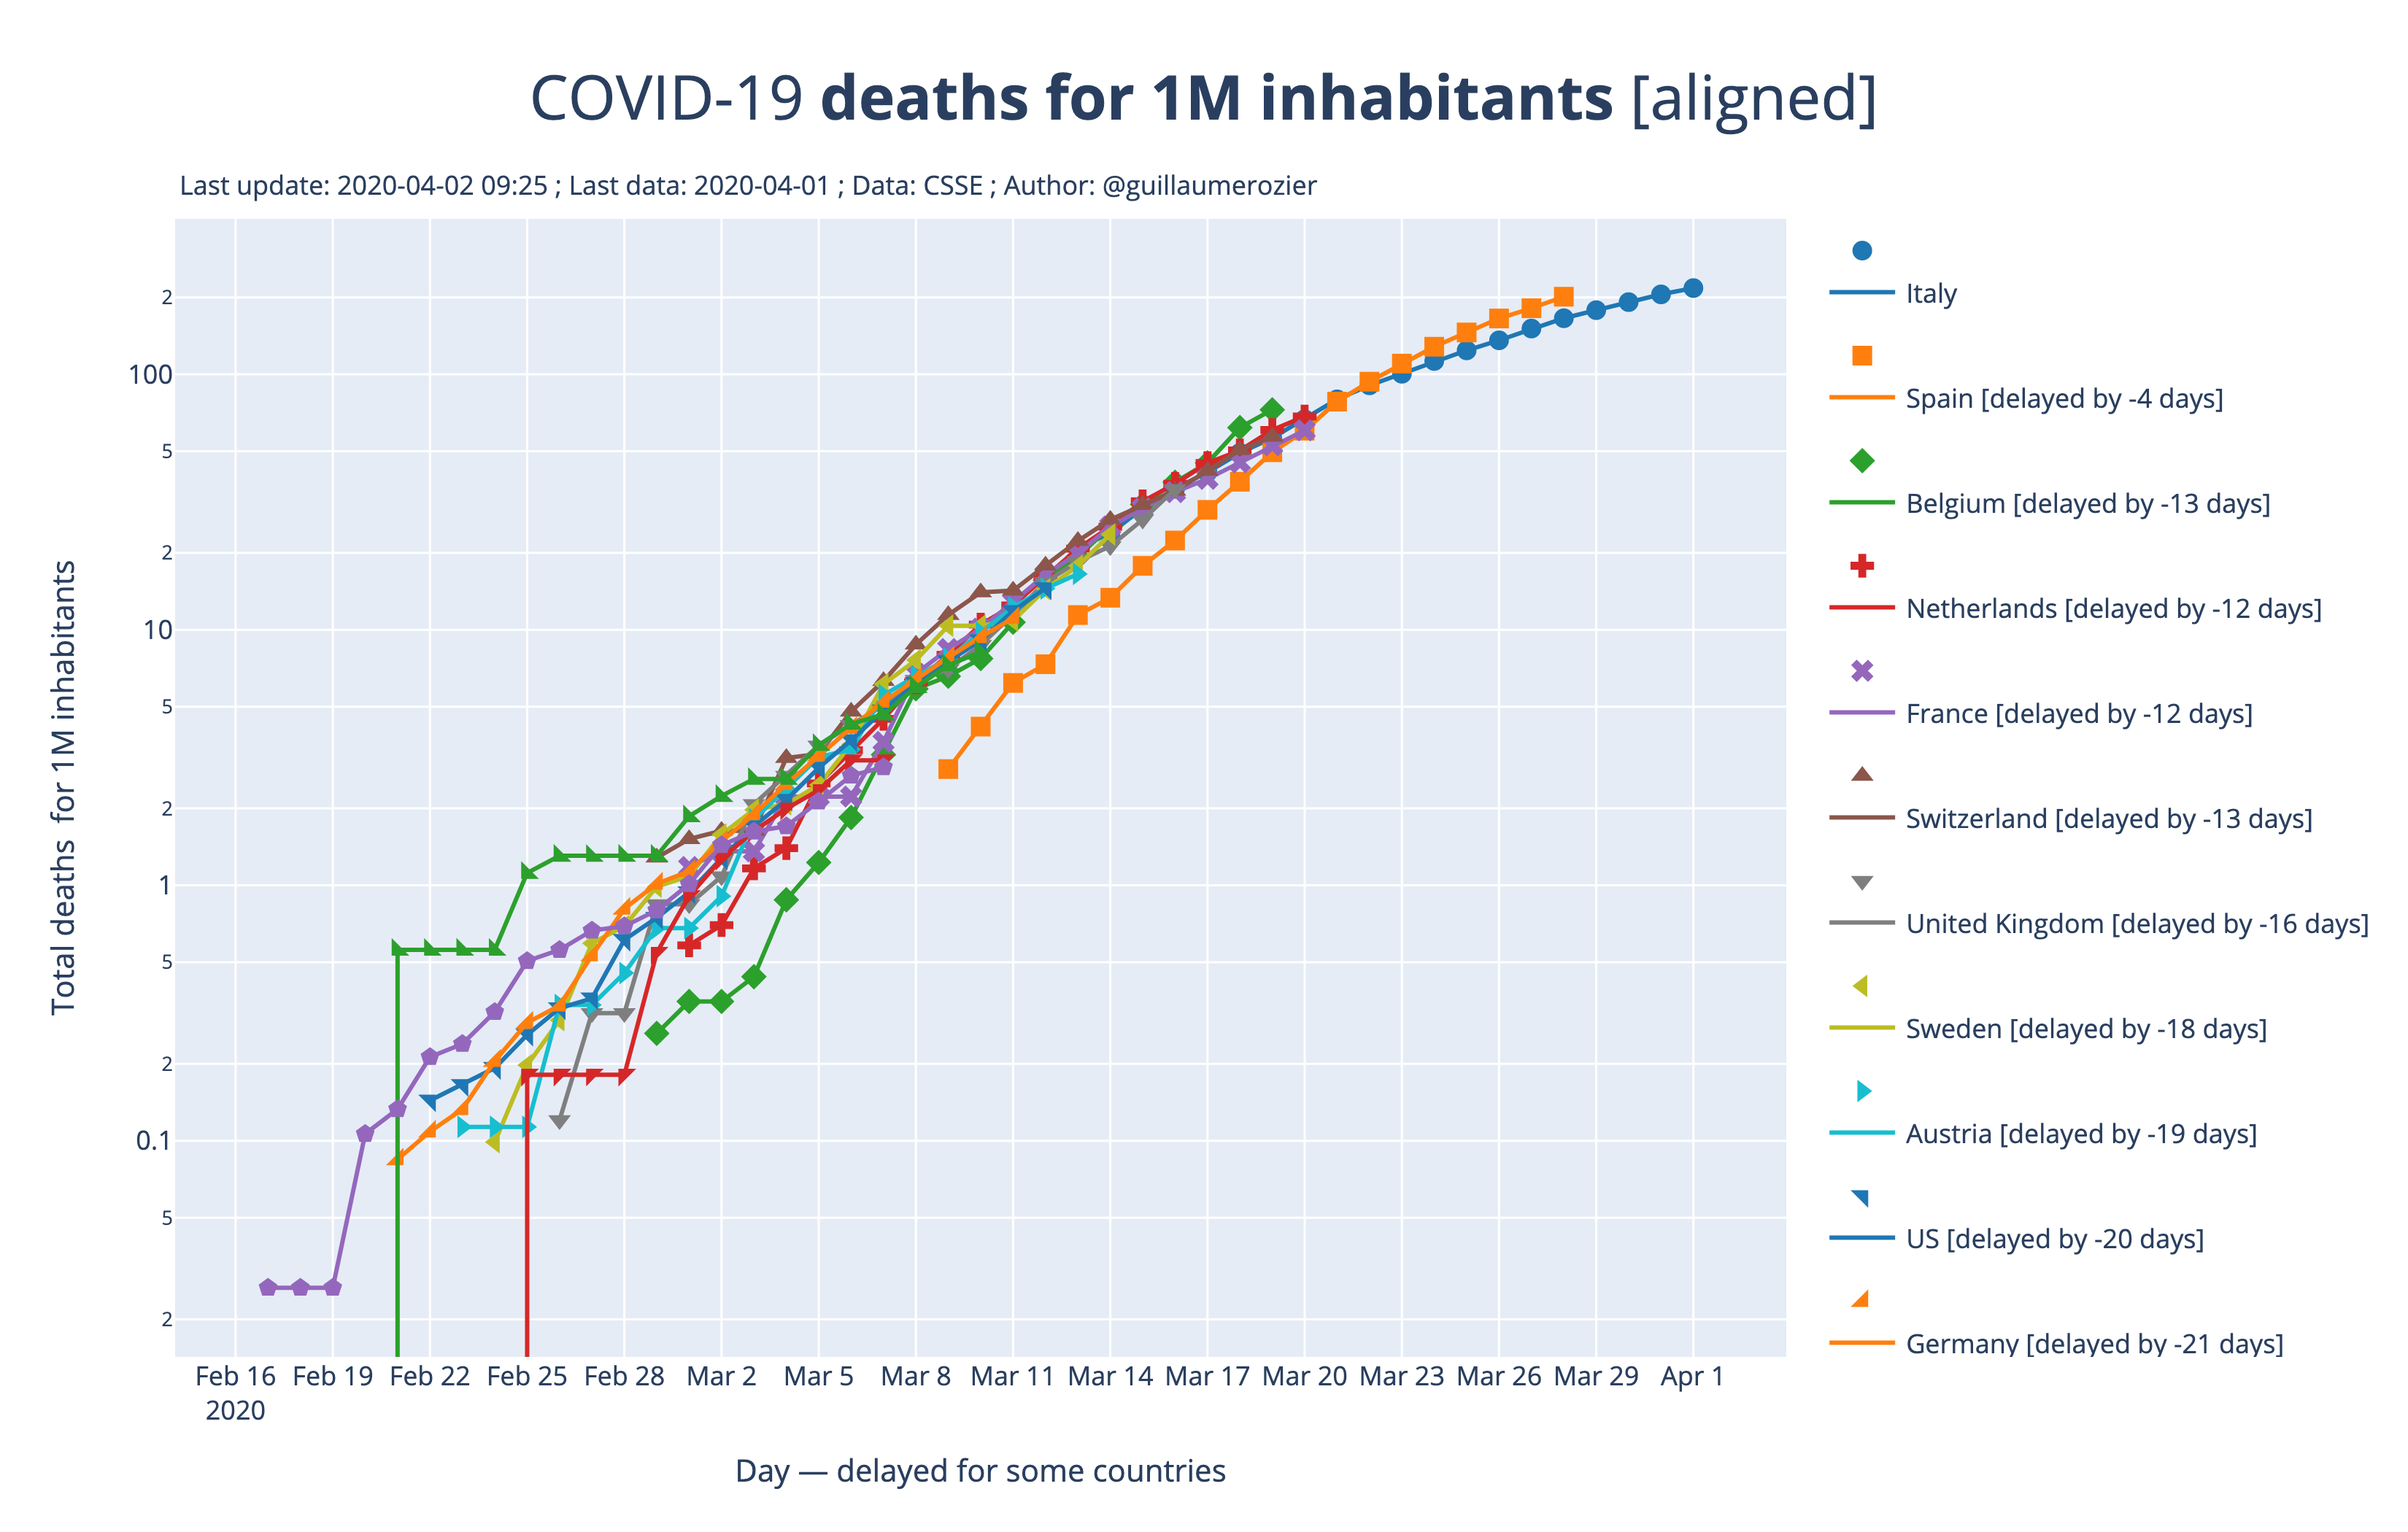 COVID-19 deaths for 1M inhabitants [aligned]
Last update: 2020-04-02 09:25 ; Last data: 2020-04-01 ; Data: CSSE ; Author: @guillaumerozier
Total deaths for 1M inhabitants
2
100
5
2
10
5
2
1
5
2
0.1
5
2
Feb 16 Feb 19 Feb 22 Feb 25 Feb 28 Mar 2 Mar 5 Mar 8 Mar 11 Mar 14 Mar 17 Mar 20 Mar 23 Mar 26 Mar 29 Apr 1
2020
Day — delayed for some countries
Italy
Spain [delayed by -4 days]
Belgium [delayed by -13 days]
Netherlands [delayed by -12 days]
France [delayed by -12 days]
Switzerland [delayed by -13 days]
United Kingdom [delayed by -16 days]
Sweden [delayed by -18 days]
Austria [delayed by -19 days]
US [delayed by -20 days]
Germany [delayed by -21 days]